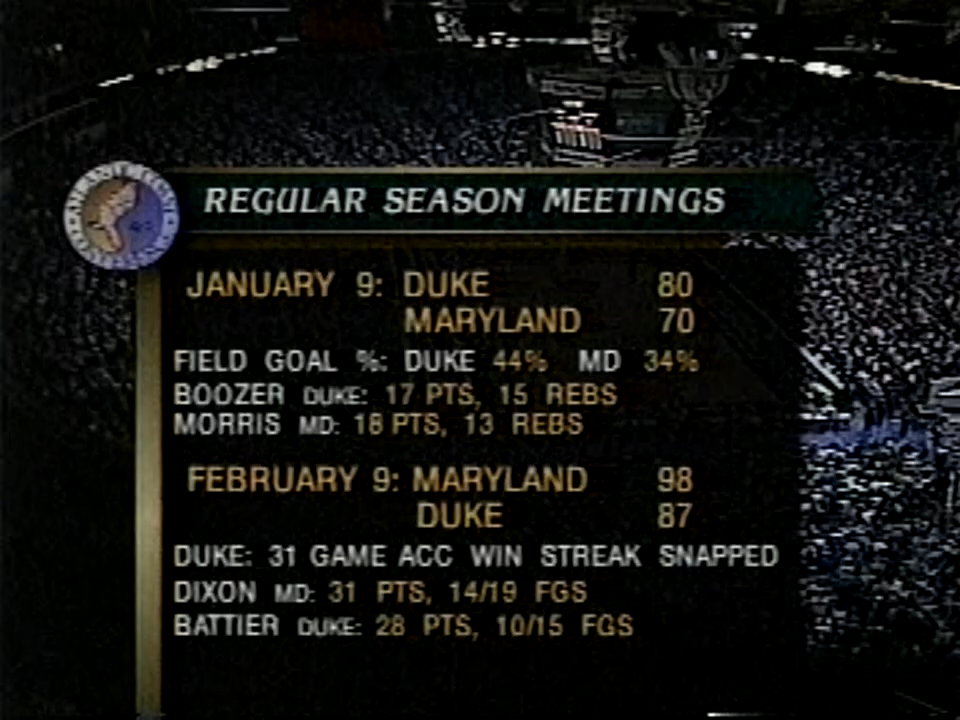 REGULAR SEASON MEETINGS
JANUARY 9: DUKE 80
MARYLAND 70
FIELD GOAL %: DUKE 44% MD 34%
BOOZER DUKE: 17 PTS, 15 REBS
MORRIS MD: 18 PTS, 13 REBS
FEBRUARY 9: MARYLAND 98
DUKE 87
DUKE: 31 GAME ACC WIN STREAK SNAPPED
DIXON MD: 31 PTS, 14/19 FGS
BATTIER DUKE: 28 PTS, 10/15 FGS